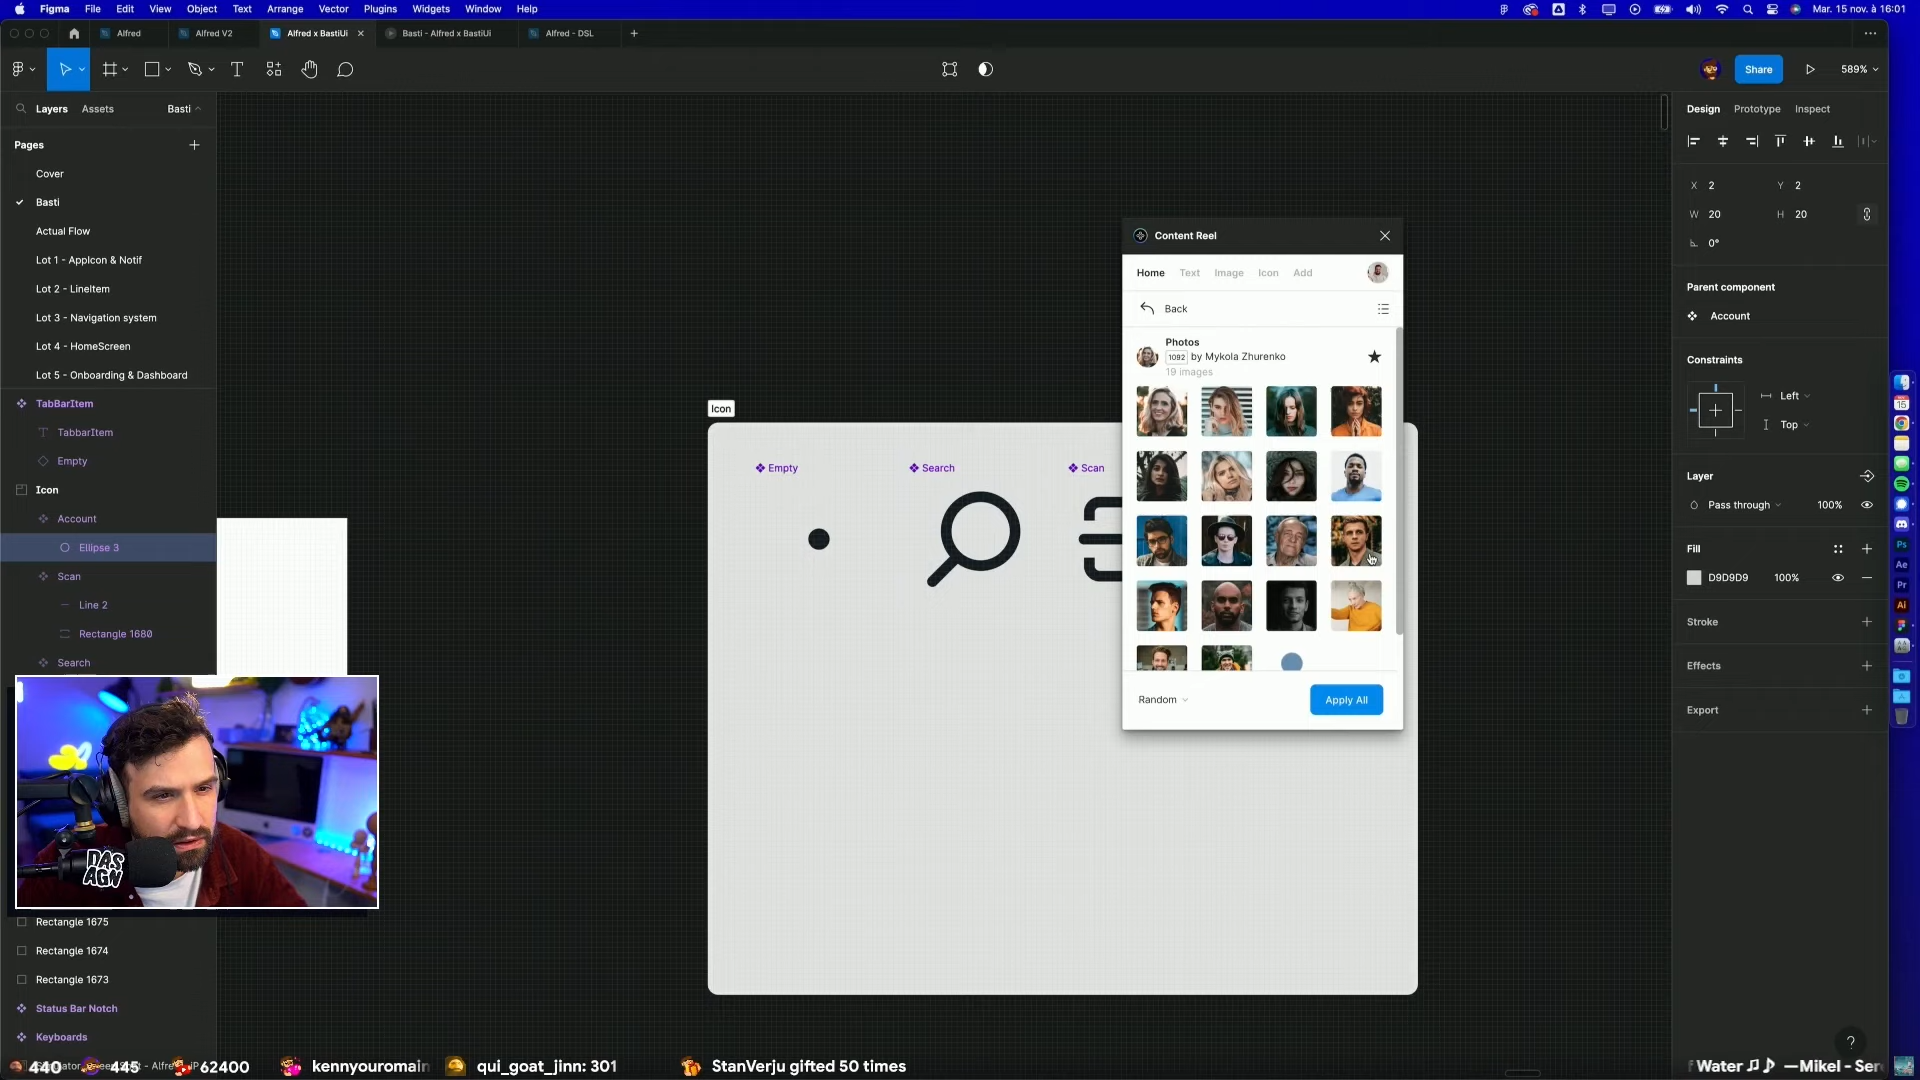 Figma File Edit View Object Text Arrange Vector Plugins Widgets Window Help
Mar. 15 nov. à 16:01
Alfred
Alfred V2
Alfred x BastiUi
Basti - Alfred x BastiUi
Alfred - DSL
Share
589%
Layers
Assets
Basti
Pages
Cover
Basti
Actual Flow
Lot 1 - AppIcon & Notif
Lot 2 - LineItem
Lot 3 - Navigation system
Lot 4 - HomeScreen
Lot 5 - Onboarding & Dashboard
TabBarItem
TabbarItem
Empty
Icon
Account
Ellipse 3
Scan
Line 2
Rectangle 1680
Search
DAS
AGN
Rectangle 1675
Rectangle 1674
Rectangle 1673
Status Bar Notch
Keyboards
Icon
Empty
Search
Scan
Content Reel
Home Text Image Icon Add
Back
Photos
1092 by Mykola Zhurenko
19 images
Random
Apply All
Design
Prototype
Inspect
X 2
Y 2
W 20
H 20
0°
Parent component
Account
Constraints
Left
Top
Layer
Pass through
100%
Fill
D9D9D9
100%
Stroke
Effects
Export
?
15
Ps
Ae
Pr
Ai
440
445
62400
kennyouromain
qui_goat_jinn: 301
StanVerju gifted 50 times
Water ♫♪ —Mikel - Ser